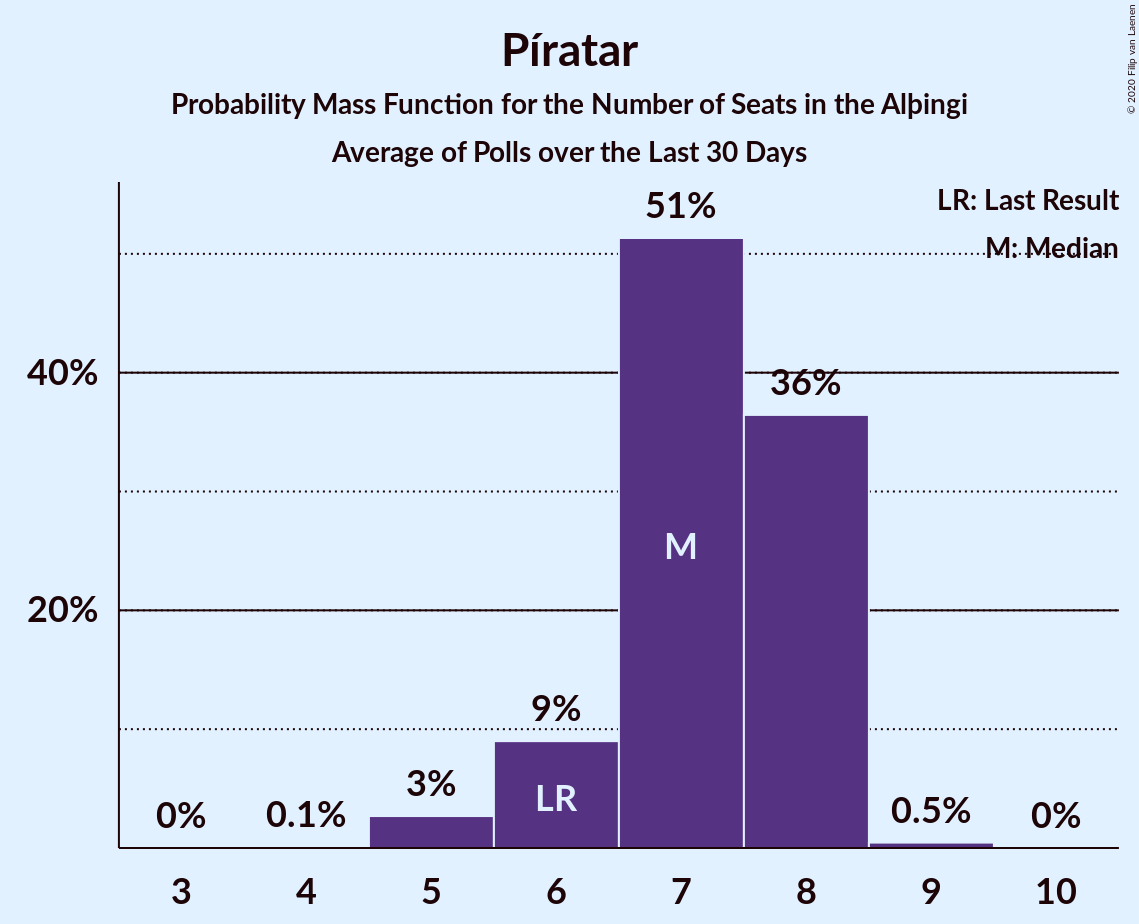 Píratar
Probability Mass Function for the Number of Seats in the Alþingi
Average of Polls over the Last 30 Days
© 2020 Filip van Laenen
LR: Last Result
M: Median
51%
40%
36%
M
20%
9%
LR
3%
0%
0.1%
0.5%
0%
3 4 5 6 7 8 9 10